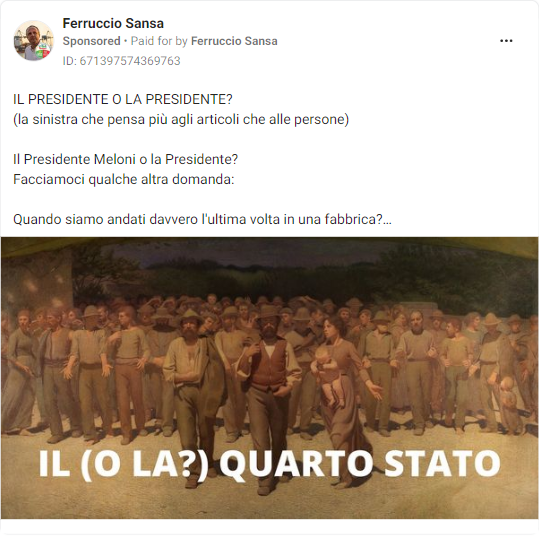 Ferruccio Sansa
Sponsored • Paid for by Ferruccio Sansa
ID: 671397574369763
IL PRESIDENTE O LA PRESIDENTE?
(la sinistra che pensa più agli articoli che alle persone)
Il Presidente Meloni o la Presidente?
Facciamoci qualche altra domanda:
Quando siamo andati davvero l'ultima volta in una fabbrica?...
IL (O LA?) QUARTO STATO